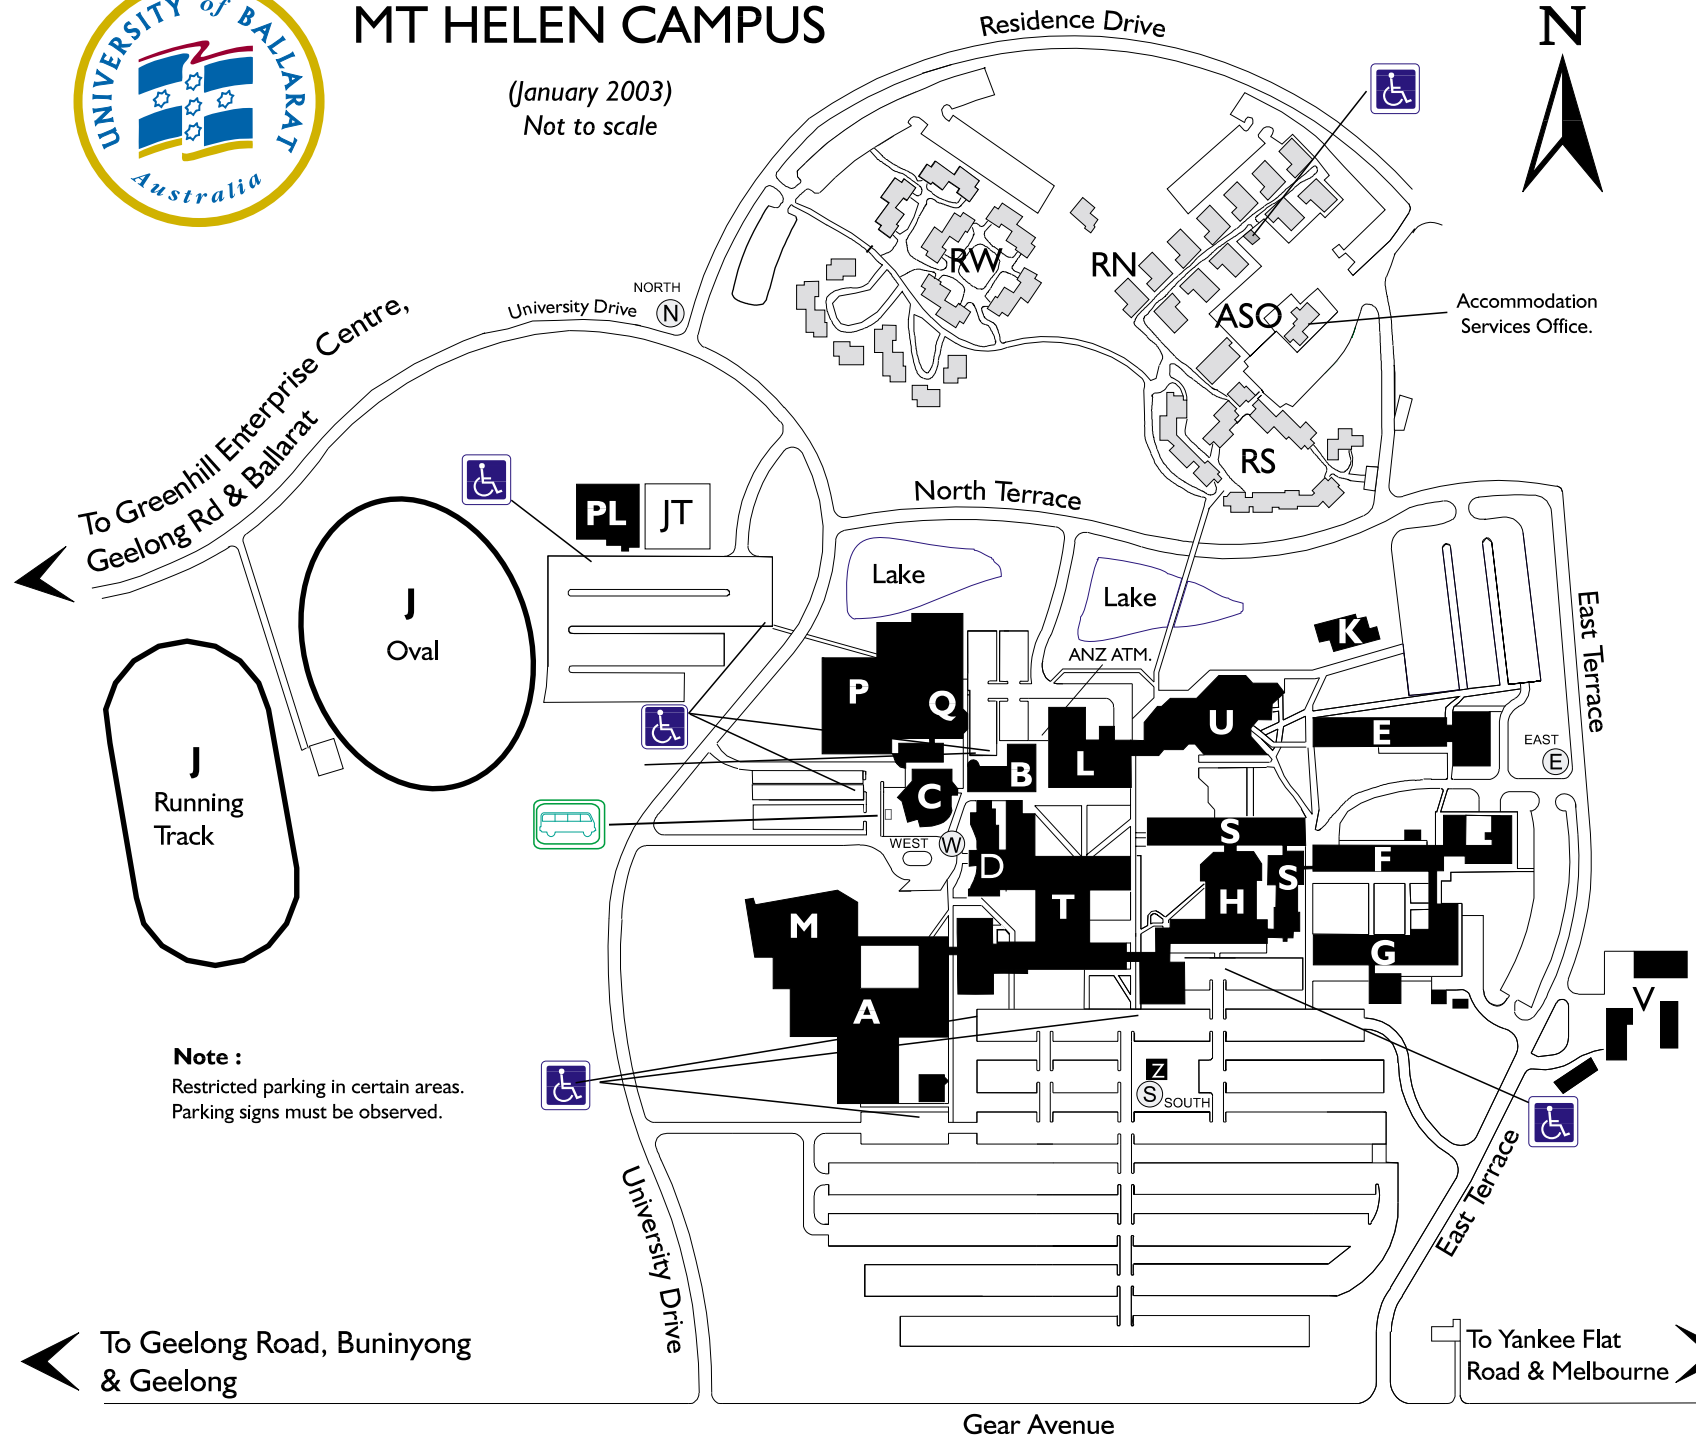 UNIVERSITY of BALLARAT
Australia
MT HELEN CAMPUS
(January 2003)
Not to scale
Residence Drive
N
RW
RN
ASO
Accommodation
Services Office.
RS
NORTH
N
University Drive
To Greenhill Enterprise Centre,
Geelong Rd & Ballarat
PL
JT
North Terrace
Lake
Lake
J
Oval
J
Running
Track
East Terrace
K
ANZ ATM.
P
Q
U
E
EAST
E
L
B
C
S
WEST
W
D
F
S
H
T
M
G
V
A
Note :
Restricted parking in certain areas.
Parking signs must be observed.
Z
S
SOUTH
University Drive
East Terrace
To Geelong Road, Buninyong
& Geelong
To Yankee Flat
Road & Melbourne
Gear Avenue